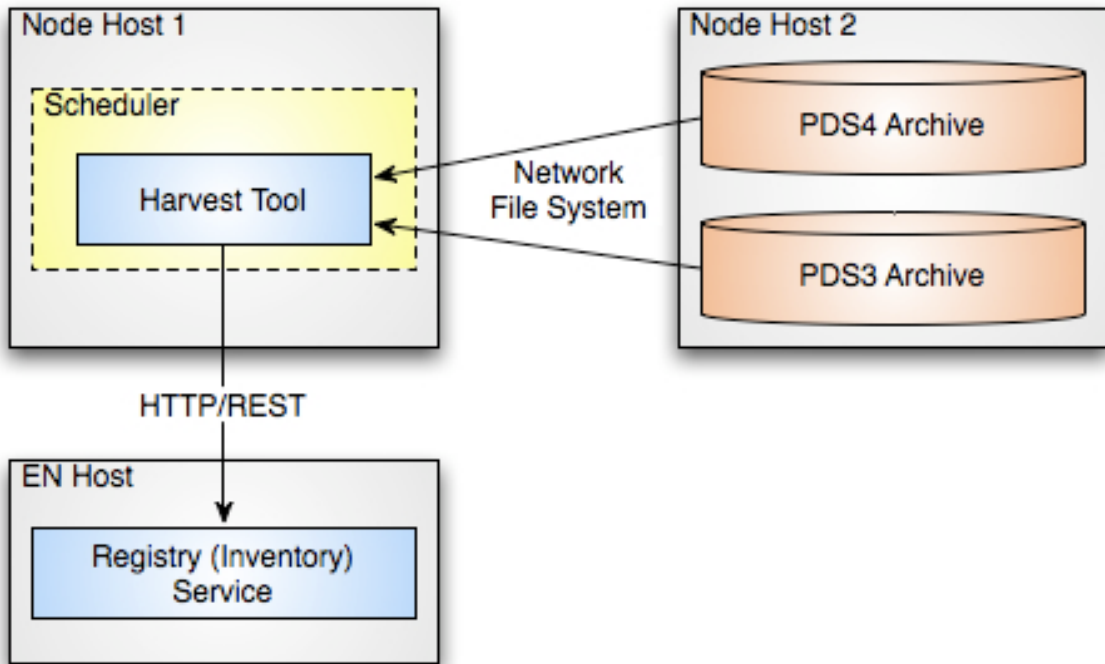 Node Host 1
Node Host 2
Scheduler
PDS4 Archive
Harvest Tool
Network
File System
PDS3 Archive
HTTP/REST
EN Host
Registry (Inventory)
Service